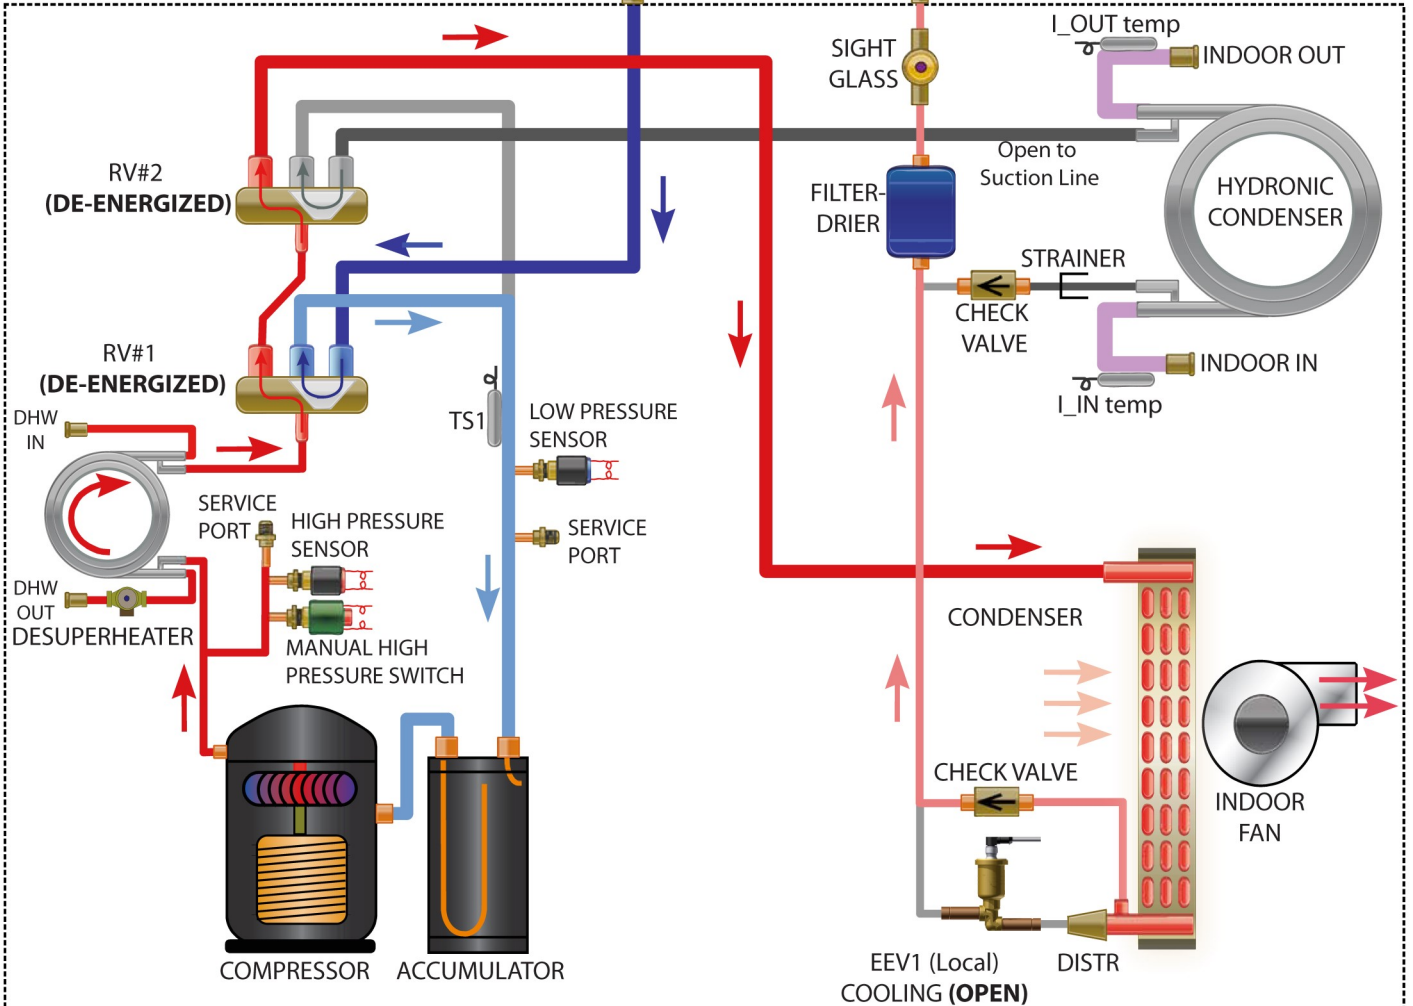 I_OUT temp
SIGHT
GLASS
INDOOR OUT
Open to
Suction Line
RV#2
(DE-ENERGIZED)
FILTER-
DRIER
HYDRONIC
CONDENSER
STRAINER
CHECK
VALVE
RV#1
(DE-ENERGIZED)
INDOOR IN
I_IN temp
DHW
IN
TS1
LOW PRESSURE
SENSOR
SERVICE
PORT
HIGH PRESSURE
SENSOR
SERVICE
PORT
DHW
OUT
DESUPERHEATER
MANUAL HIGH
PRESSURE SWITCH
CONDENSER
CHECK VALVE
INDOOR
FAN
COMPRESSOR
ACCUMULATOR
EEV1 (Local)
COOLING (OPEN)
DISTR